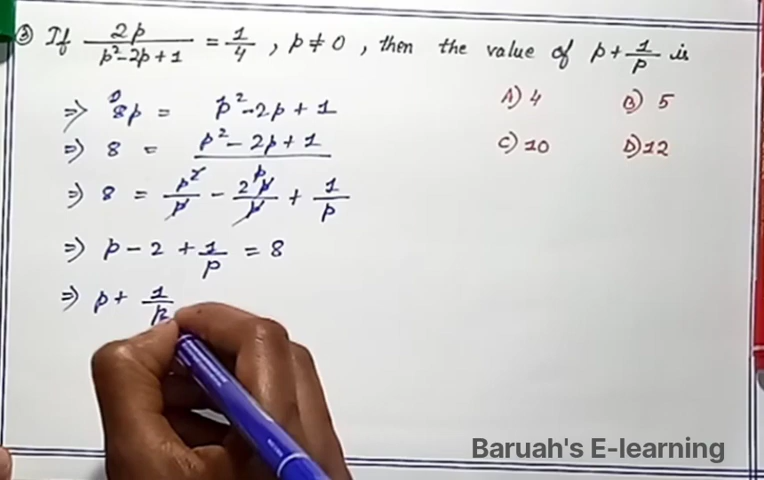 ③ If 2p/(p²-2p+1) = 1/4 , p ≠ 0 , then the value of p + 1/p is
A) 4 B) 5
C) 10 D) 12
⇒ 8p = p² - 2p + 1
⇒ 8 = p² - 2p + 1
⇒ 8 = p²/p - 2p/p + 1/p
⇒ p - 2 + 1/p = 8
⇒ p + 1/p
Baruah's E-learning